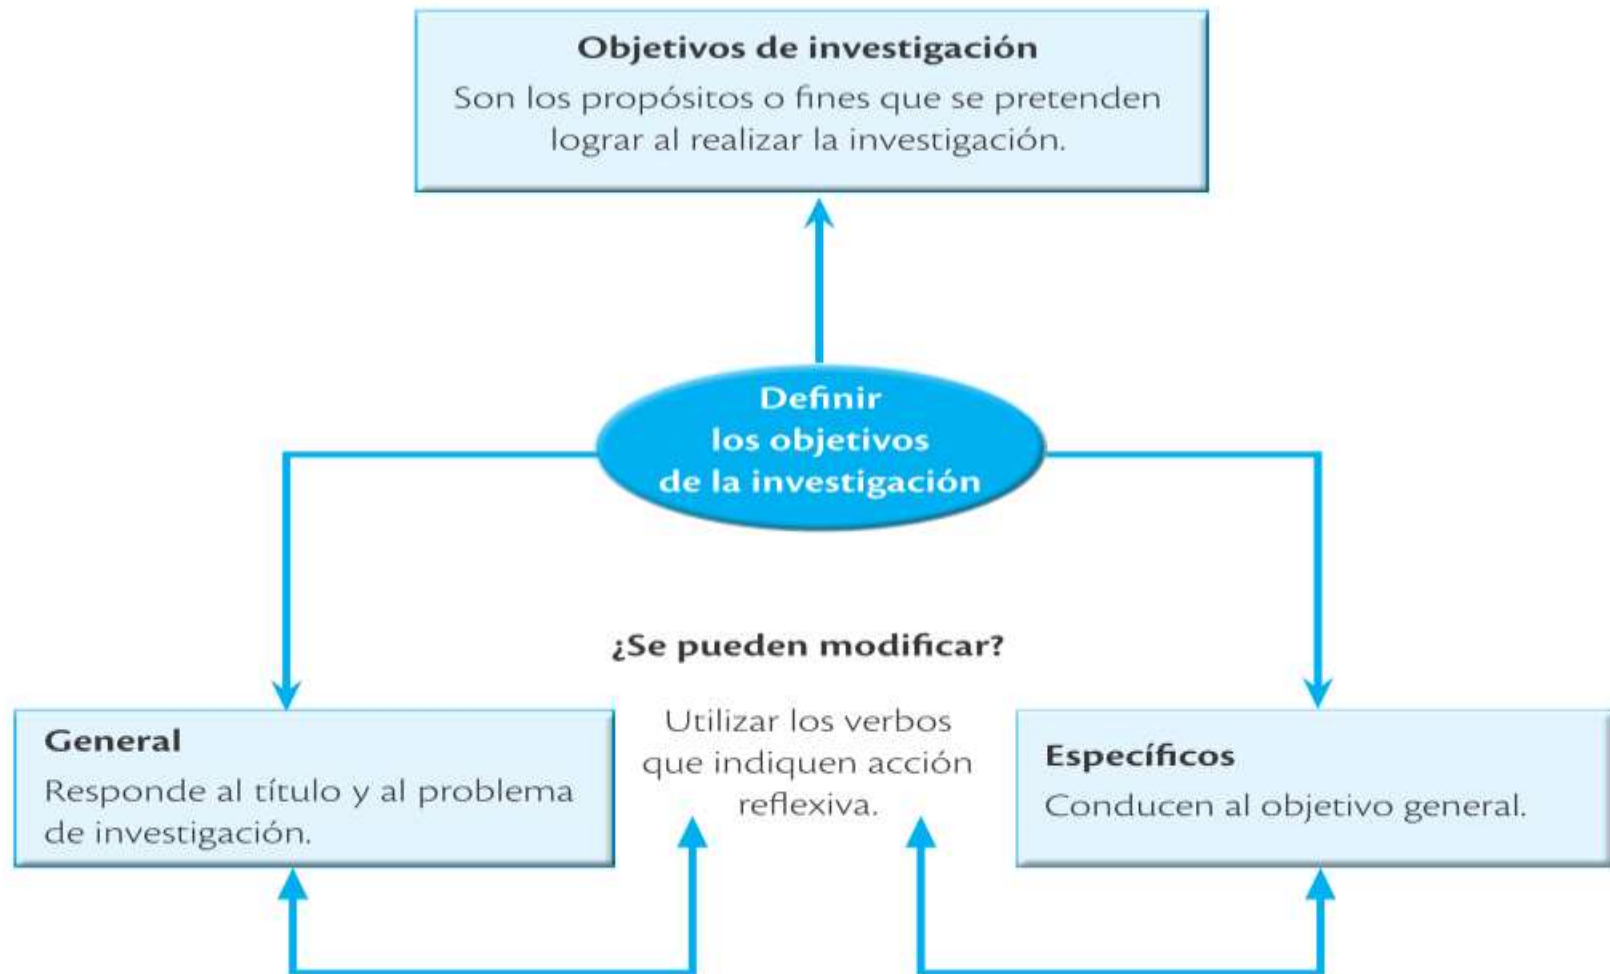 Objetivos de investigación
Son los propósitos o fines que se pretenden
lograr al realizar la investigación.
Definir
los objetivos
de la investigación
¿Se pueden modificar?
General
Responde al título y al problema
de investigación.
Utilizar los verbos
que indiquen acción
reflexiva.
Específicos
Conducen al objetivo general.